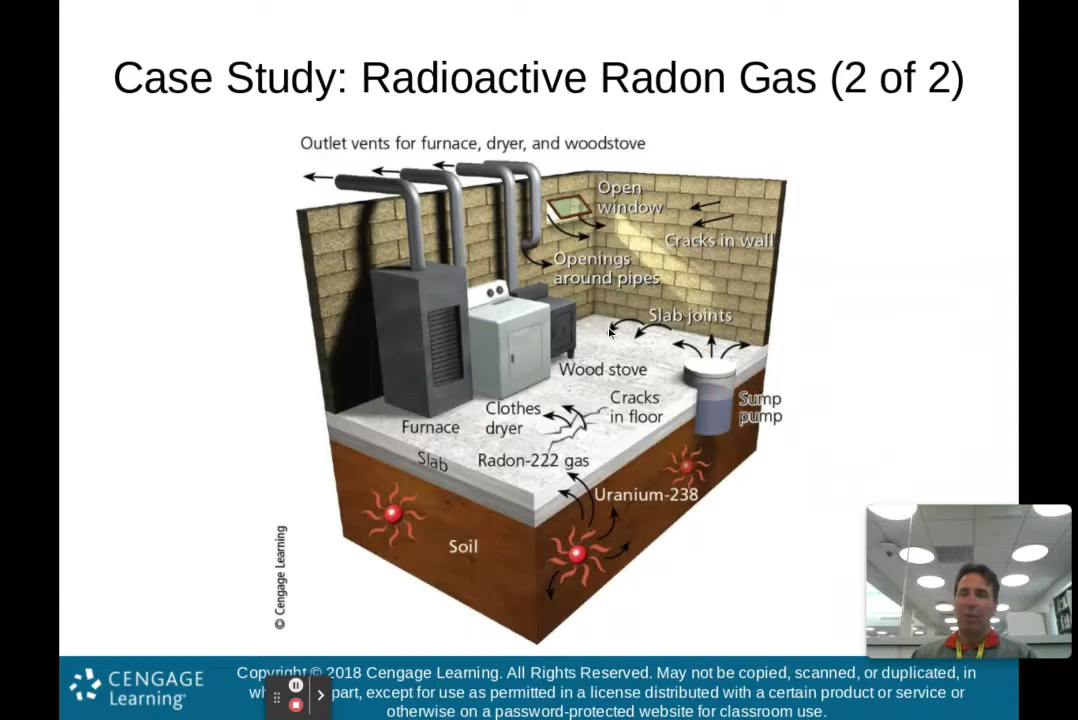 Case Study: Radioactive Radon Gas (2 of 2)
Outlet vents for furnace, dryer, and woodstove
Open
window
Cracks in wall
Openings
around pipes
Slab joints
Wood stove
Cracks
in floor
Sump
pump
Clothes
dryer
Furnace
Slab
Radon-222 gas
Uranium-238
Soil
© Cengage Learning
CENGAGE
Learning
Copyright © 2018 Cengage Learning. All Rights Reserved. May not be copied, scanned, or duplicated, in
part, except for use as permitted in a license distributed with a certain product or service or
otherwise on a password-protected website for classroom use.